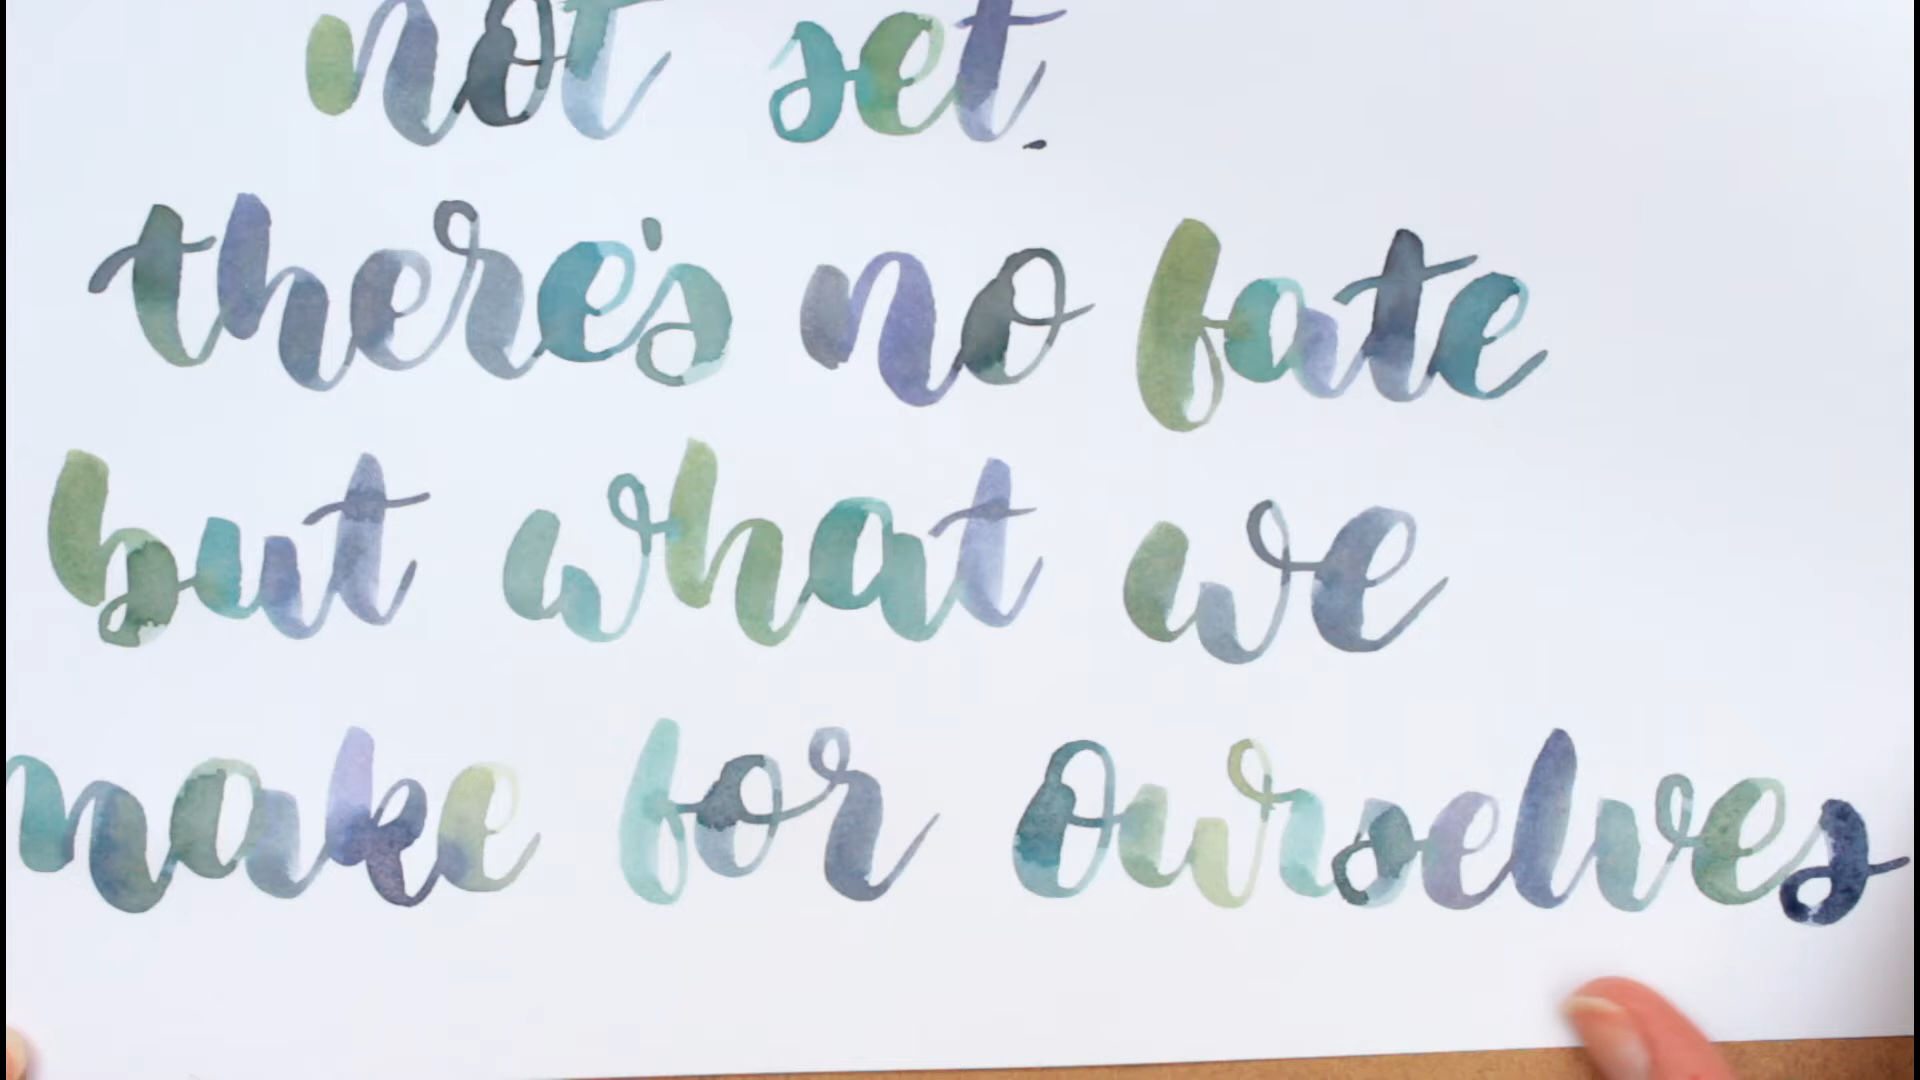 not set.
there's no fate
but what we
make for ourselves